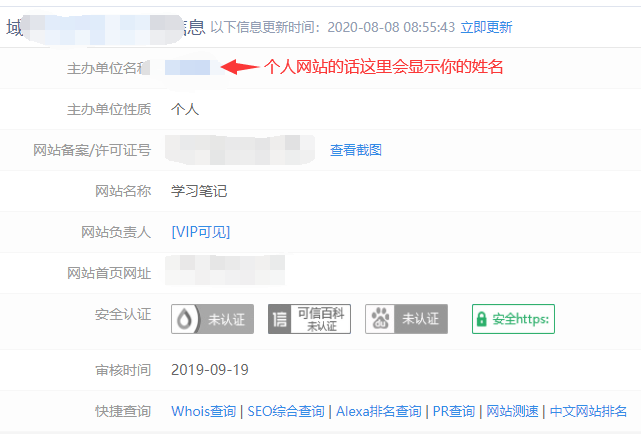 域 信息 以下信息更新时间：2020-08-08 08:55:43 立即更新
主办单位名称 个人网站的话这里会显示你的姓名
主办单位性质 个人
网站备案/许可证号 查看截图
网站名称 学习笔记
网站负责人 [VIP可见]
网站首页网址
安全认证 未认证 信 可信百科 未认证 du 未认证 安全https:
审核时间 2019-09-19
快捷查询 Whois查询 | SEO综合查询 | Alexa排名查询 | PR查询 | 网站测速 | 中文网站排名